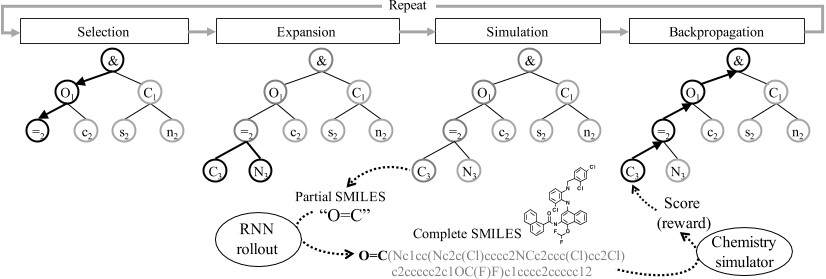 Repeat
Selection
Expansion
Simulation
Backpropagation
&
O1
C1
=2
c2
s2
n2
&
O1
C1
=2
c2
s2
n2
C3
N3
&
O1
C1
=2
c2
s2
n2
C3
N3
&
O1
C1
=2
c2
s2
n2
C3
N3
Partial SMILES
“O=C”
RNN
rollout
Complete SMILES
O=C(Nc1cc(Nc2c(Cl)cccc2NCc2ccc(Cl)cc2Cl)
c2ccccc2c1OC(F)F)c1cccc2ccccc12
Score
(reward)
Chemistry
simulator